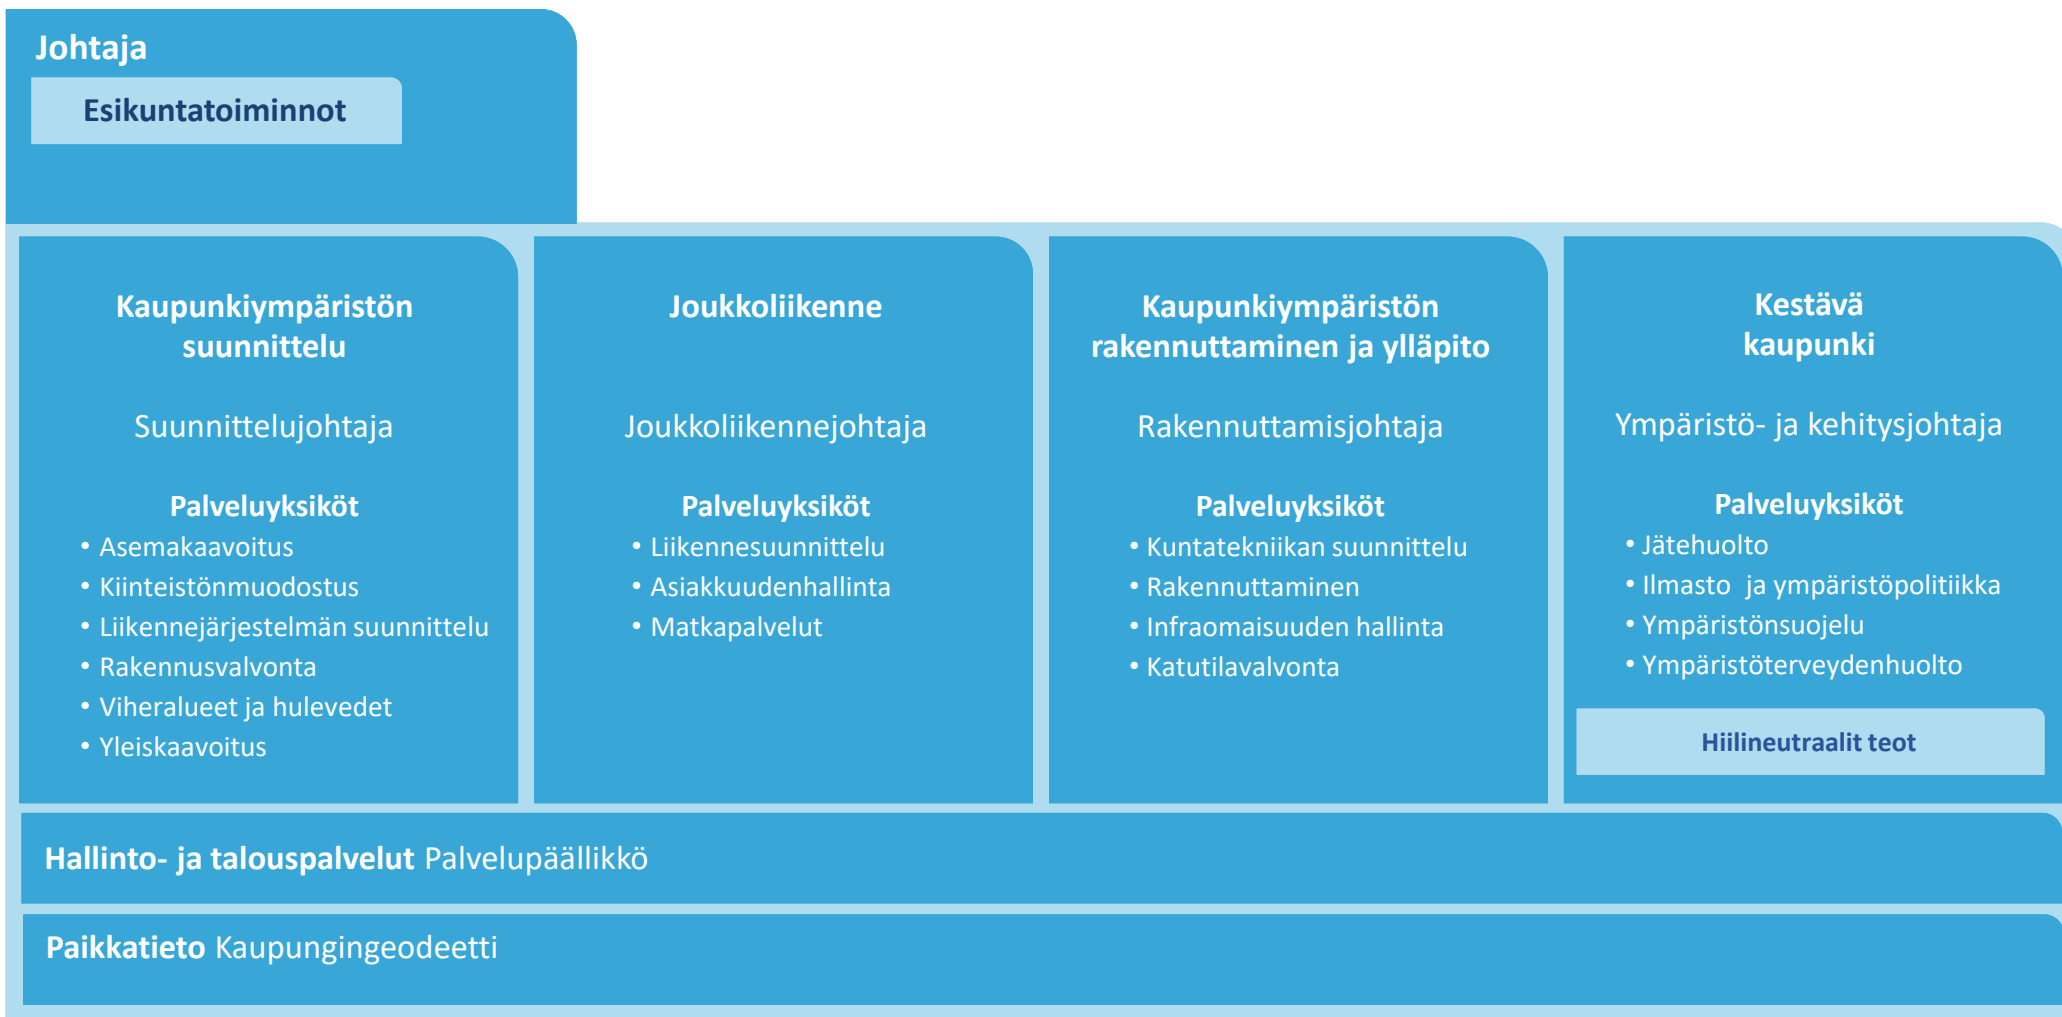 Johtaja
Esikuntatoiminnot
Kaupunkiympäristön
suunnittelu
Suunnittelujohtaja
Palveluyksiköt
• Asemakaavoitus
• Kiinteistönmuodostus
• Liikennejärjestelmän suunnittelu
• Rakennusvalvonta
• Viheralueet ja hulevedet
• Yleiskaavoitus
Joukkoliikenne
Joukkoliikennejohtaja
Palveluyksiköt
• Liikennesuunnittelu
• Asiakkuudenhallinta
• Matkapalvelut
Kaupunkiympäristön
rakennuttaminen ja ylläpito
Rakennuttamisjohtaja
Palveluyksiköt
• Kuntatekniikan suunnittelu
• Rakennuttaminen
• Infraomaisuuden hallinta
• Katutilavalvonta
Kestävä
kaupunki
Ympäristö- ja kehitysjohtaja
Palveluyksiköt
• Jätehuolto
• Ilmasto  ja ympäristöpolitiikka
• Ympäristönsuojelu
• Ympäristöterveydenhuolto
Hiilineutraalit teot
Hallinto- ja talouspalvelut Palvelupäällikkö
Paikkatieto Kaupungingeodeetti